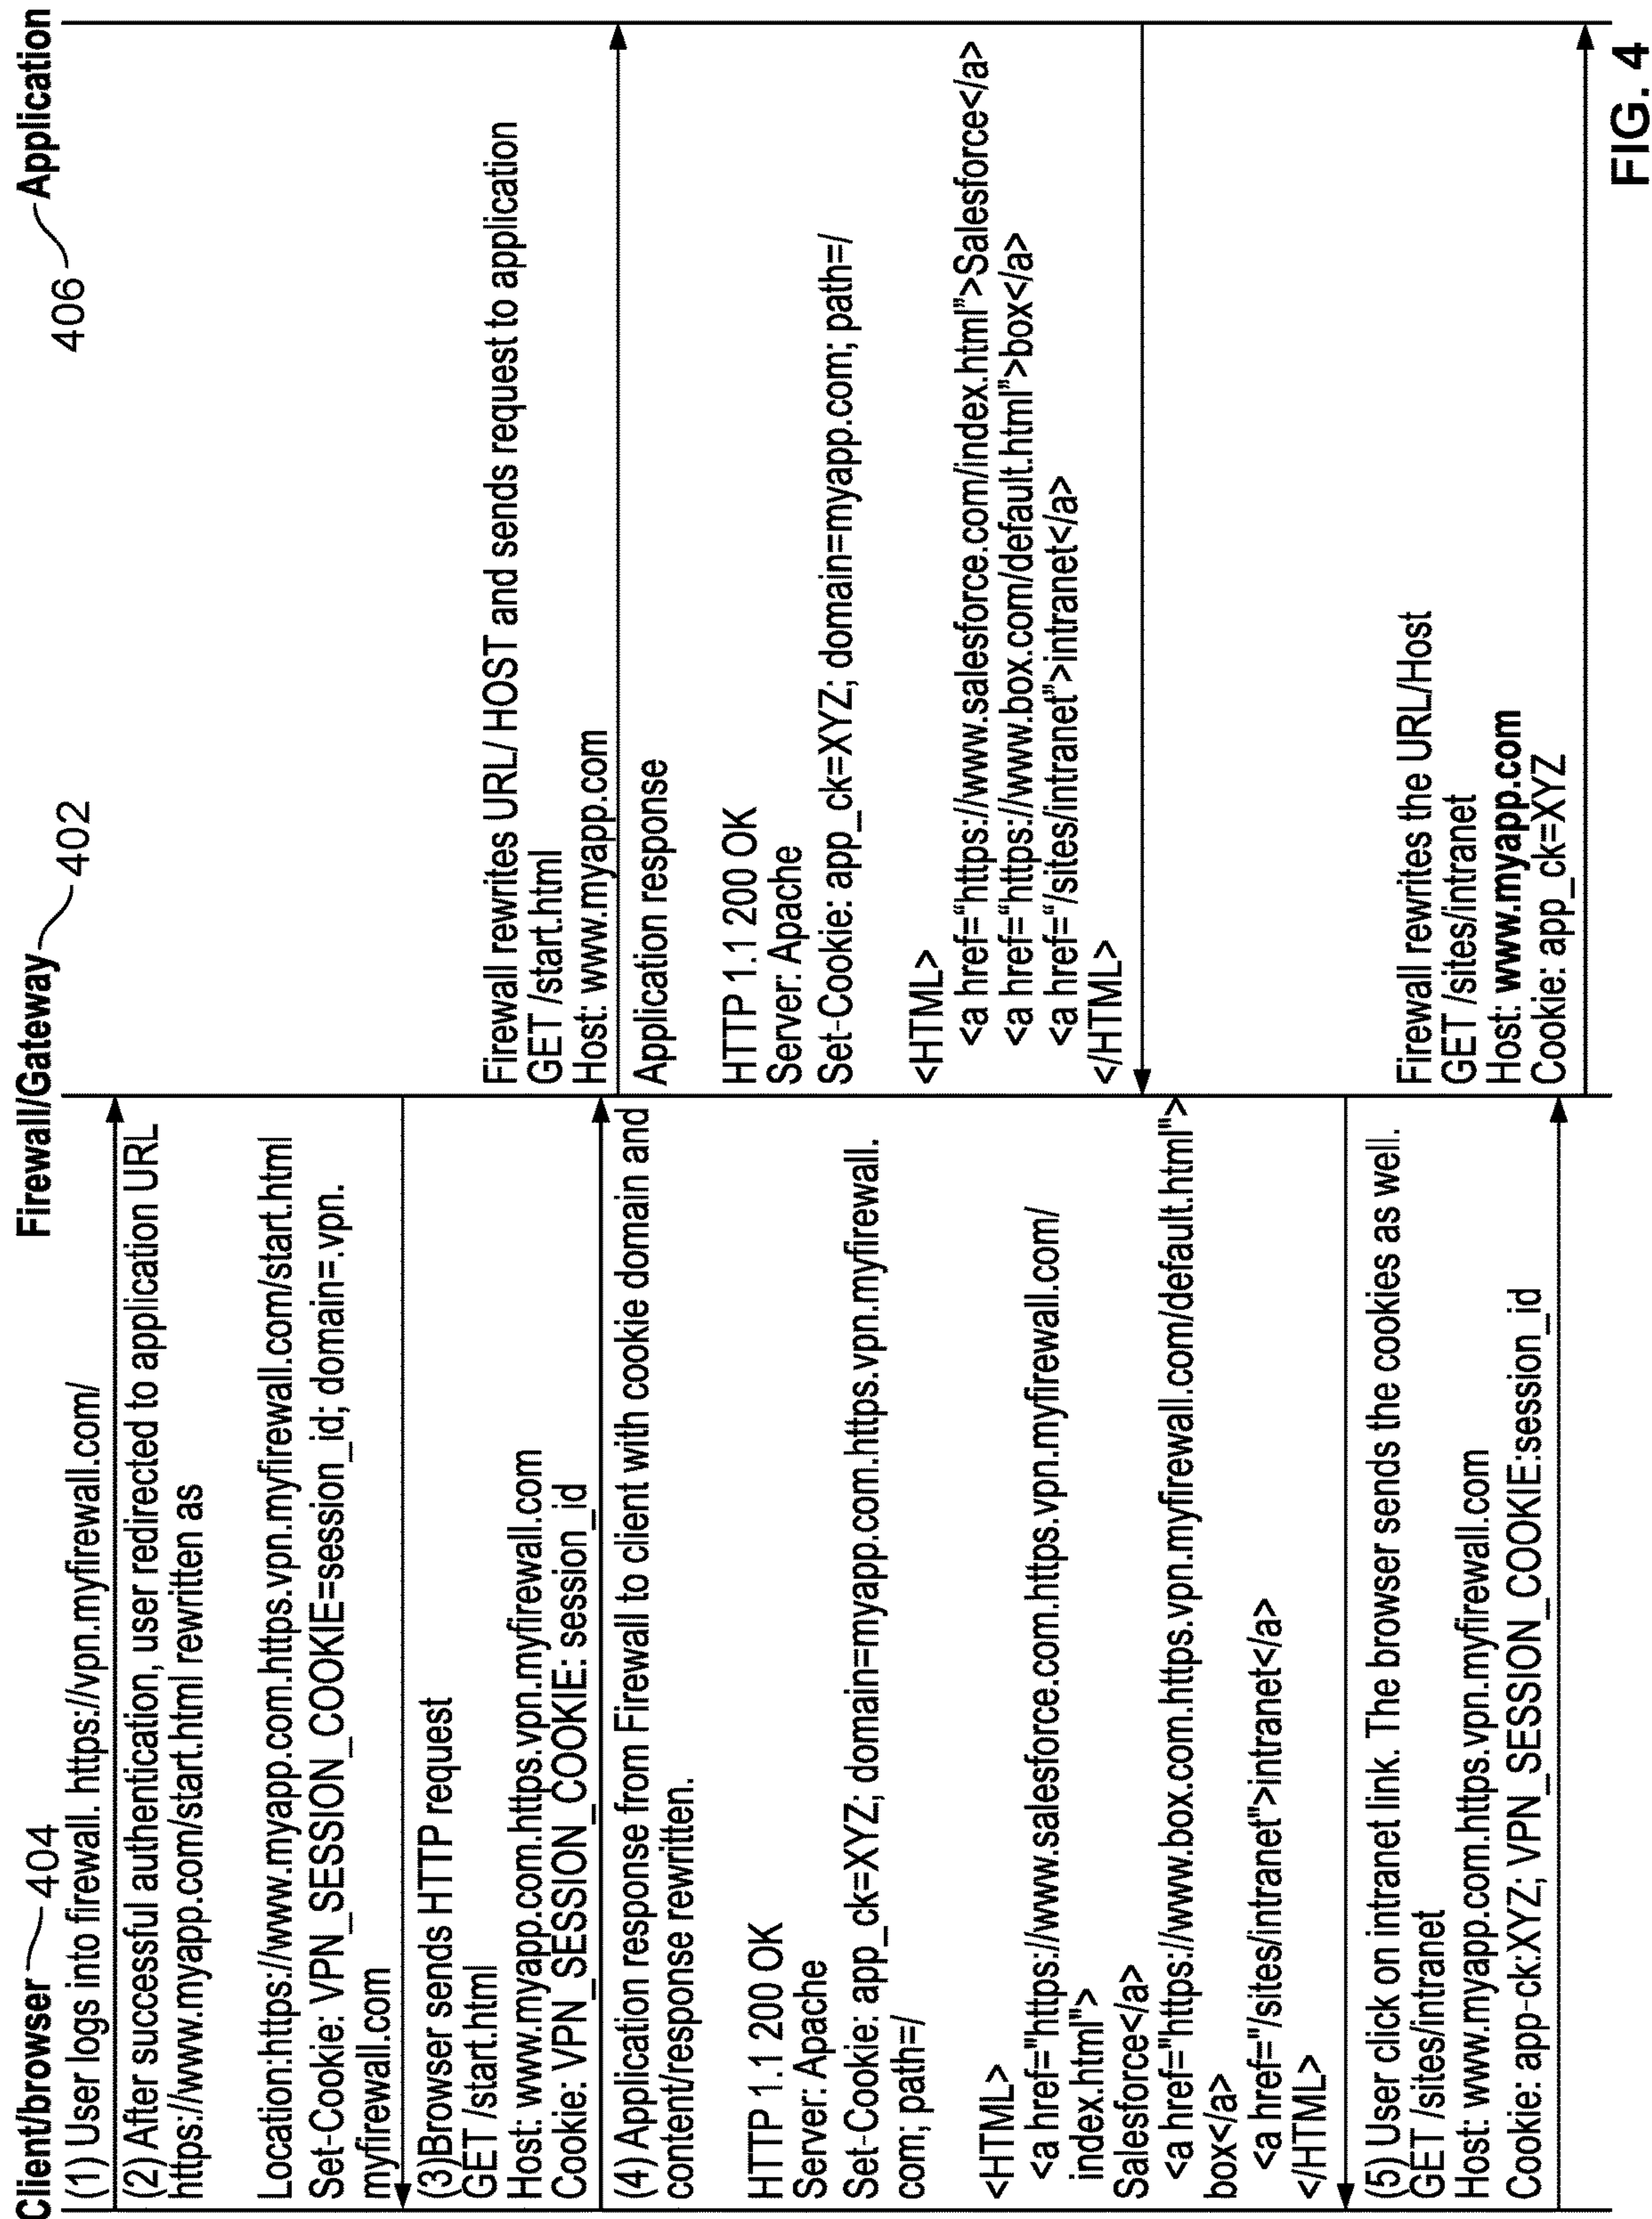 Client/browser 404
Firewall/Gateway 402
406 Application
(1) User logs into firewall. https://vpn.myfirewall.com/
(2) After successful authentication, user redirected to application URL
https://www.myapp.com/start.html rewritten as
Location:https://www.myapp.com.https.vpn.myfirewall.com/start.html
Set-Cookie: VPN_SESSION_COOKIE=session_id; domain=.vpn.
myfirewall.com
(3)Browser sends HTTP request
GET /start.html
Host: www.myapp.com.https.vpn.myfirewall.com
Cookie: VPN_SESSION_COOKIE: session_id
Firewall rewrites URL/ HOST and sends request to application
GET /start.html
Host: www.myapp.com
Application response
HTTP 1.1 200 OK
Server: Apache
Set-Cookie: app_ck=XYZ; domain=myapp.com; path=/
<HTML>
<a href=“https://www.salesforce.com/index.html”>Salesforce</a>
<a href=“https://www.box.com/default.html”>box</a>
<a href=“/sites/intranet”>intranet</a>
</HTML>
(4) Application response from Firewall to client with cookie domain and
content/response rewritten.
HTTP 1.1 200 OK
Server: Apache
Set-Cookie: app_ck=XYZ; domain=myapp.com.https.vpn.myfirewall.
com; path=/
<HTML>
<a href="https://www.salesforce.com.https.vpn.myfirewall.com/
index.html">
Salesforce</a>
<a href="https://www.box.com.https.vpn.myfirewall.com/default.html">
box</a>
<a href="/sites/intranet">intranet</a>
</HTML>
(5) User click on intranet link. The browser sends the cookies as well.
GET /sites/intranet
Host: www.myapp.com.https.vpn.myfirewall.com
Cookie: app-ck:XYZ; VPN_SESSION_COOKIE:session_id
Firewall rewrites the URL/Host
GET /sites/intranet
Host: www.myapp.com
Cookie: app_ck=XYZ
FIG. 4